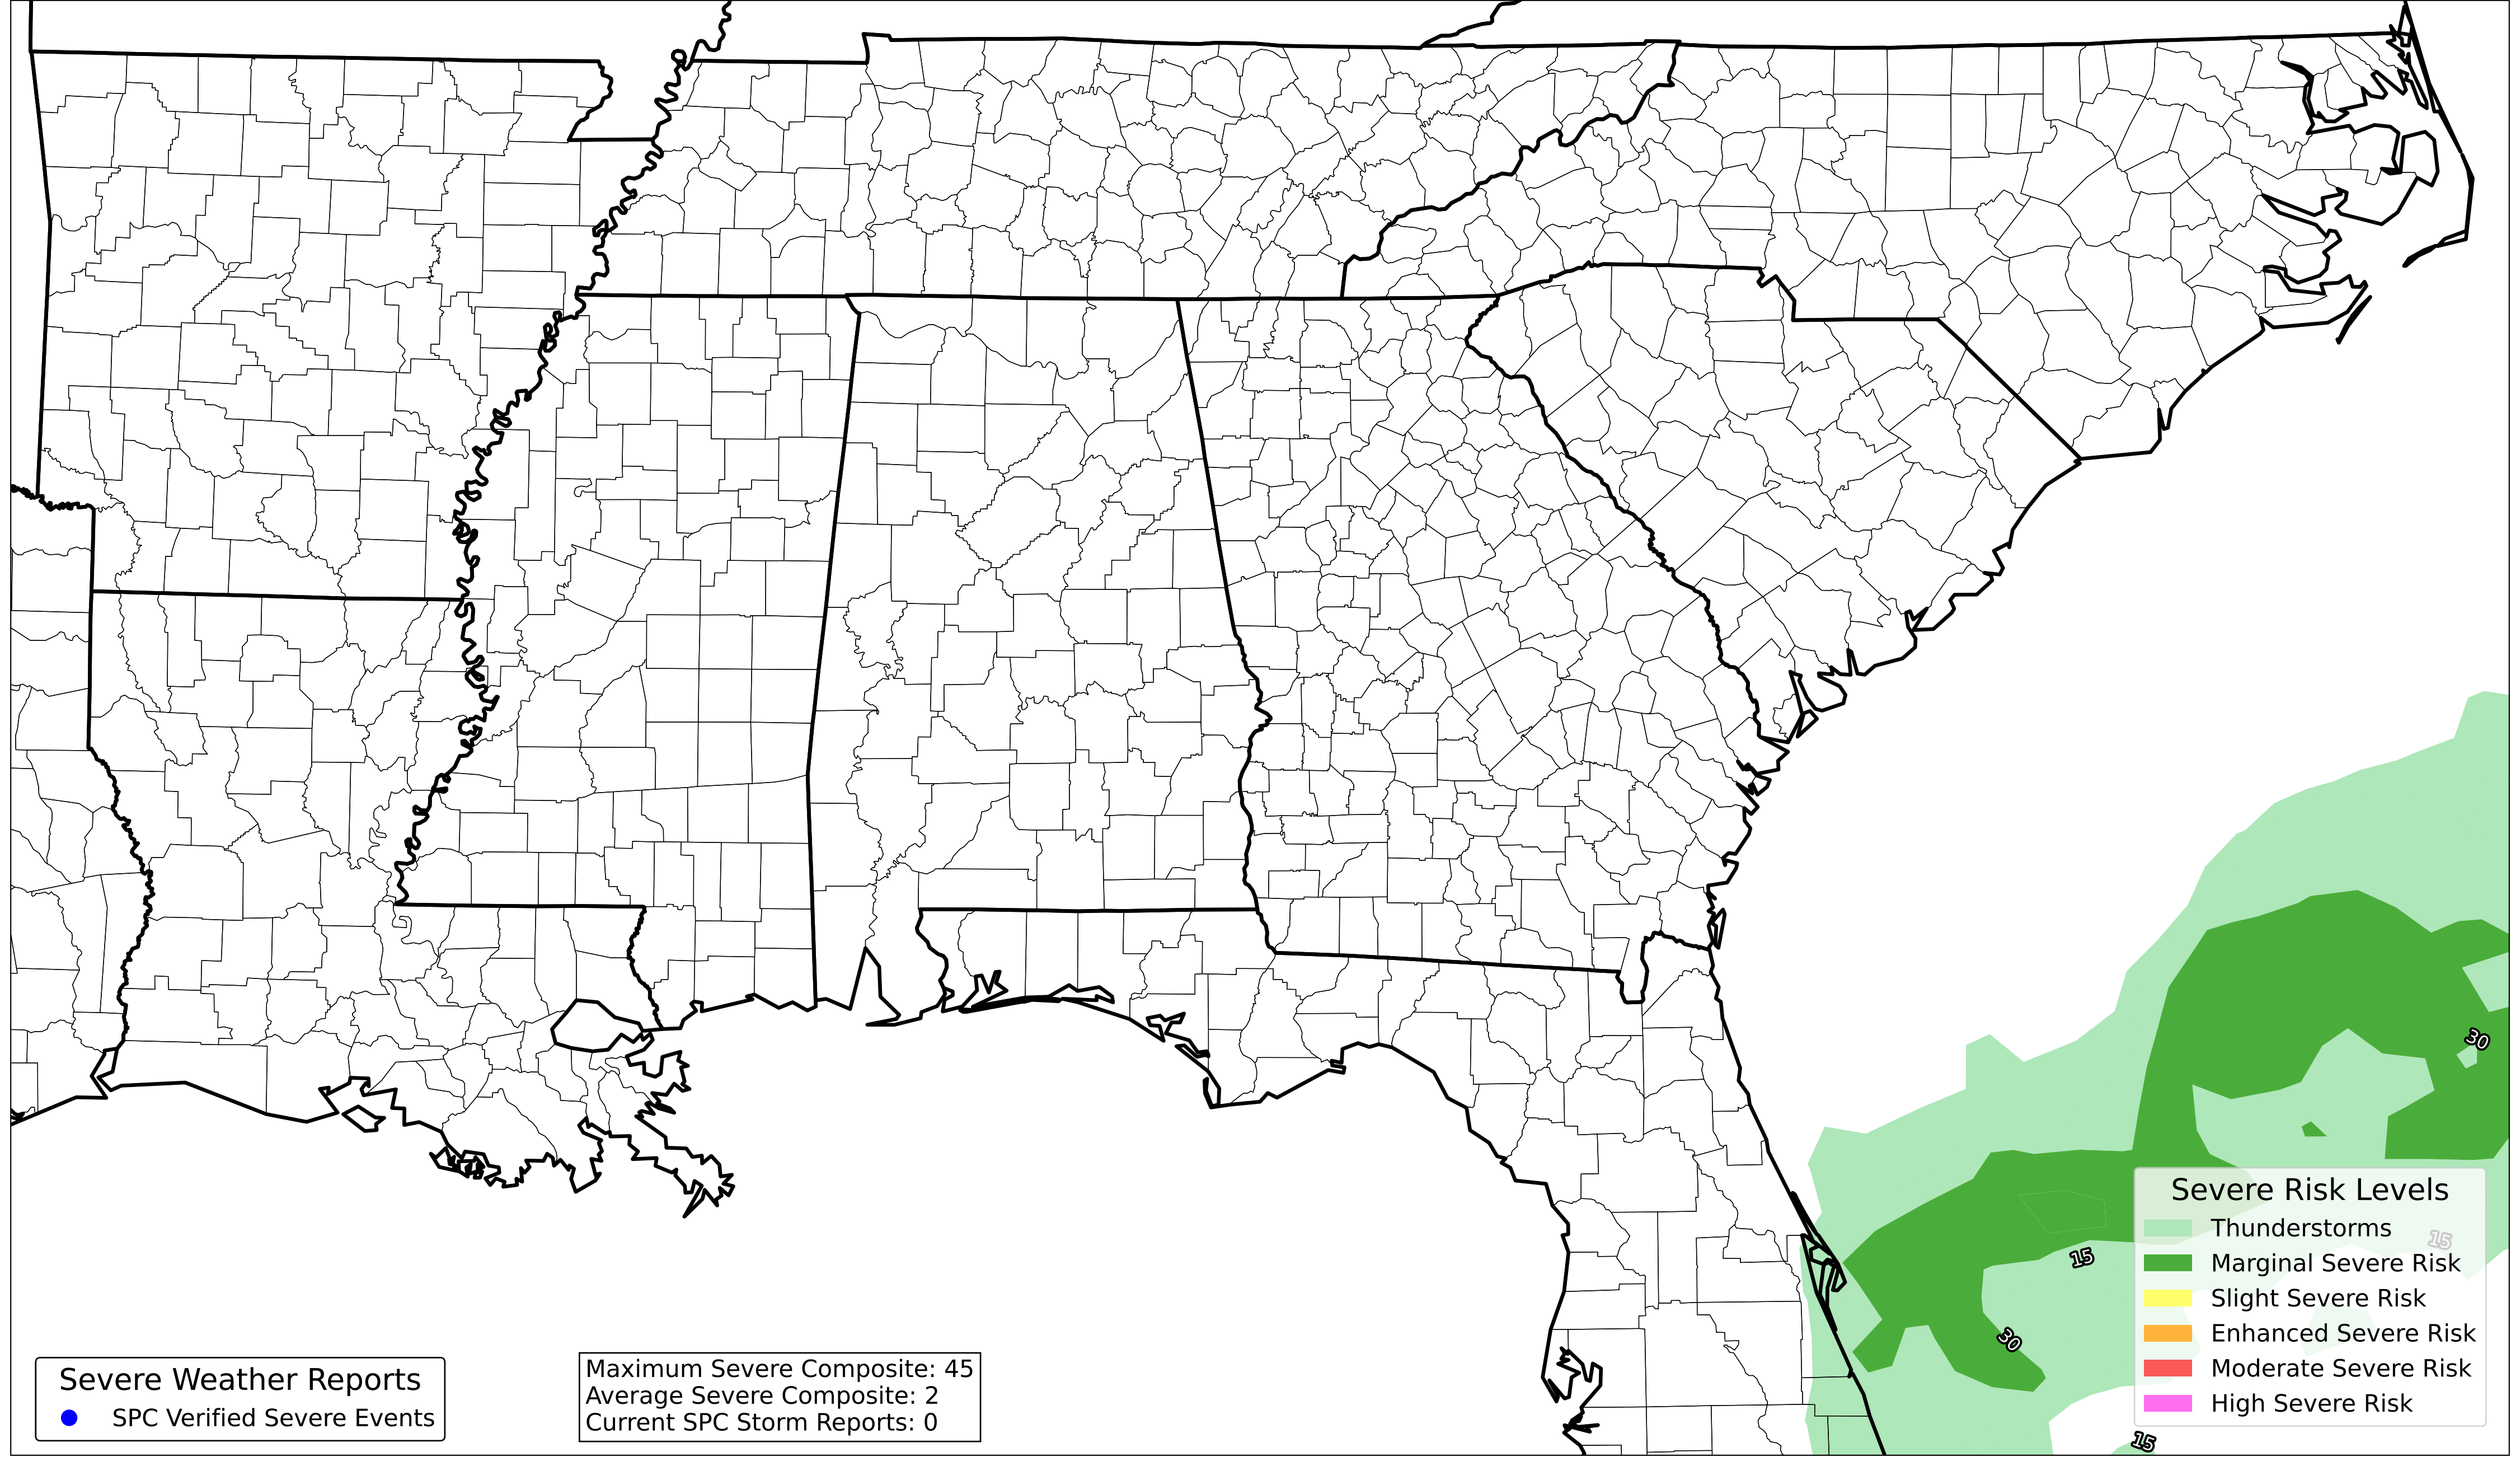 30
Severe Risk Levels
Thunderstorms
15
15
Marginal Severe Risk
Slight Severe Risk
30
Enhanced Severe Risk
Moderate Severe Risk
High Severe Risk
15
Severe Weather Reports
SPC Verified Severe Events
Maximum Severe Composite: 45
Average Severe Composite: 2
Current SPC Storm Reports: 0